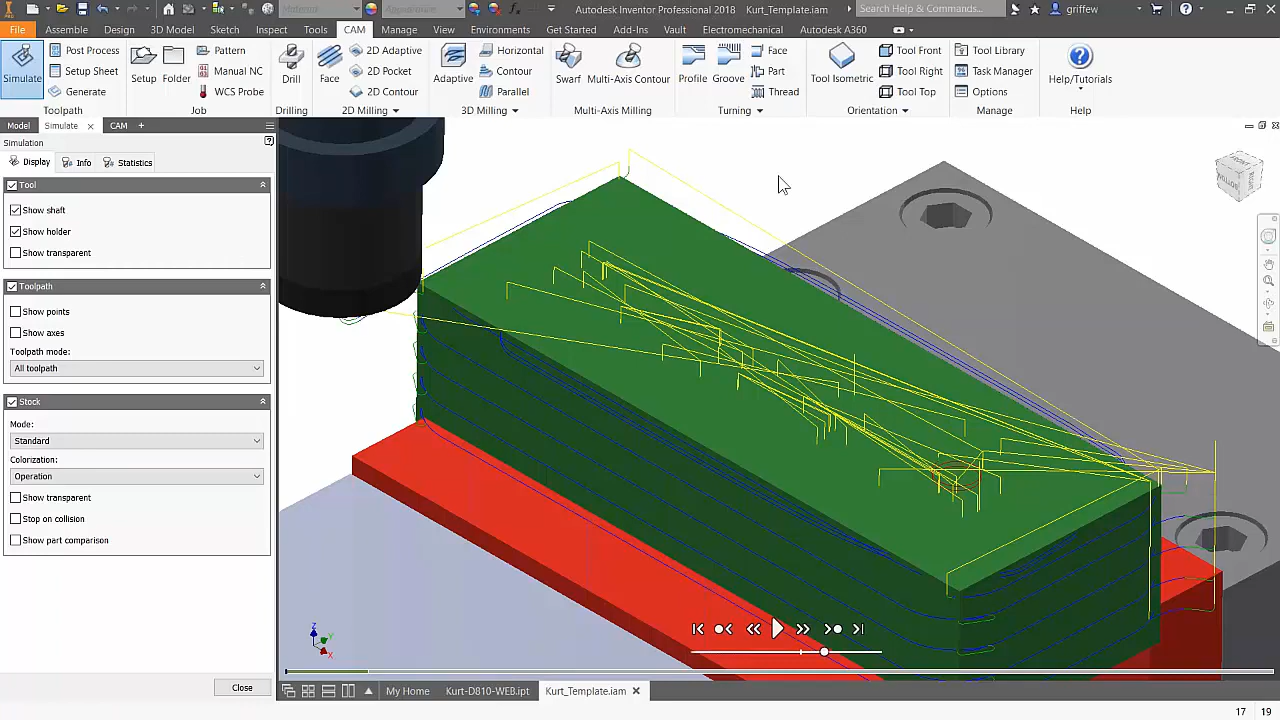 Material
Appearance
Autodesk Inventor Professional 2018 Kurt_Template.iam
Search Help & Commands...
griffew
PRO
File Assemble Design 3D Model Sketch Inspect Tools CAM Manage View Environments Get Started Add-Ins Vault Electromechanical Autodesk A360
Simulate
Post Process
Setup Sheet
Generate
Toolpath
Setup
Folder
Pattern
Manual NC
WCS Probe
Job
Drill
Drilling
Face
2D Adaptive
2D Pocket
2D Contour
2D Milling
Adaptive
Horizontal
Contour
Parallel
3D Milling
Swarf
Multi-Axis Contour
Multi-Axis Milling
Profile
Groove
Face
Part
Thread
Turning
Tool Isometric
Tool Front
Tool Right
Tool Top
Orientation
Tool Library
Task Manager
Options
Manage
Help/Tutorials
Help
Model Simulate CAM +
Simulation
Display Info Statistics
Tool
Show shaft
Show holder
Show transparent
Toolpath
Show points
Show axes
Toolpath mode:
All toolpath
Stock
Mode:
Standard
Colorization:
Operation
Show transparent
Stop on collision
Show part comparison
Close
FRONT
BOTTOM
Z
Y
X
My Home Kurt-D810-WEB.ipt Kurt_Template.iam
17 19